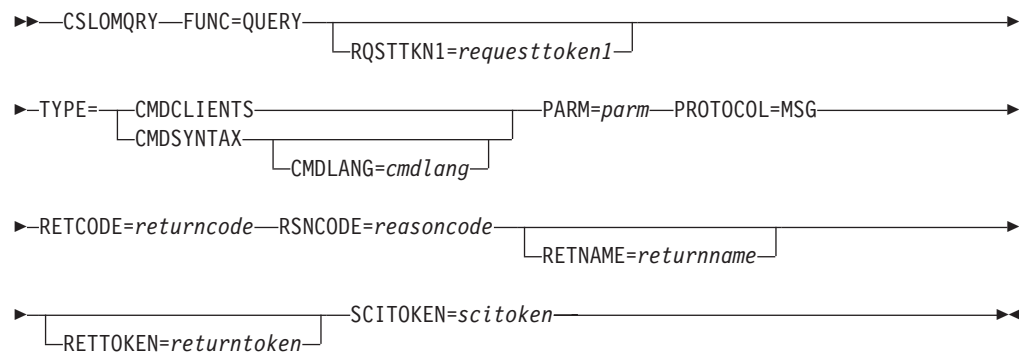 CSLOMQRY FUNC=QUERY
RQSTTKN1=requesttoken1
TYPE= CMDCLIENTS PARM=parm PROTOCOL=MSG
CMDSYNTAX
CMDLANG=cmdlang
RETCODE=returncode RSNCODE=reasoncode
RETNAME=returnname
SCITOKEN=scitoken
RETTOKEN=returntoken